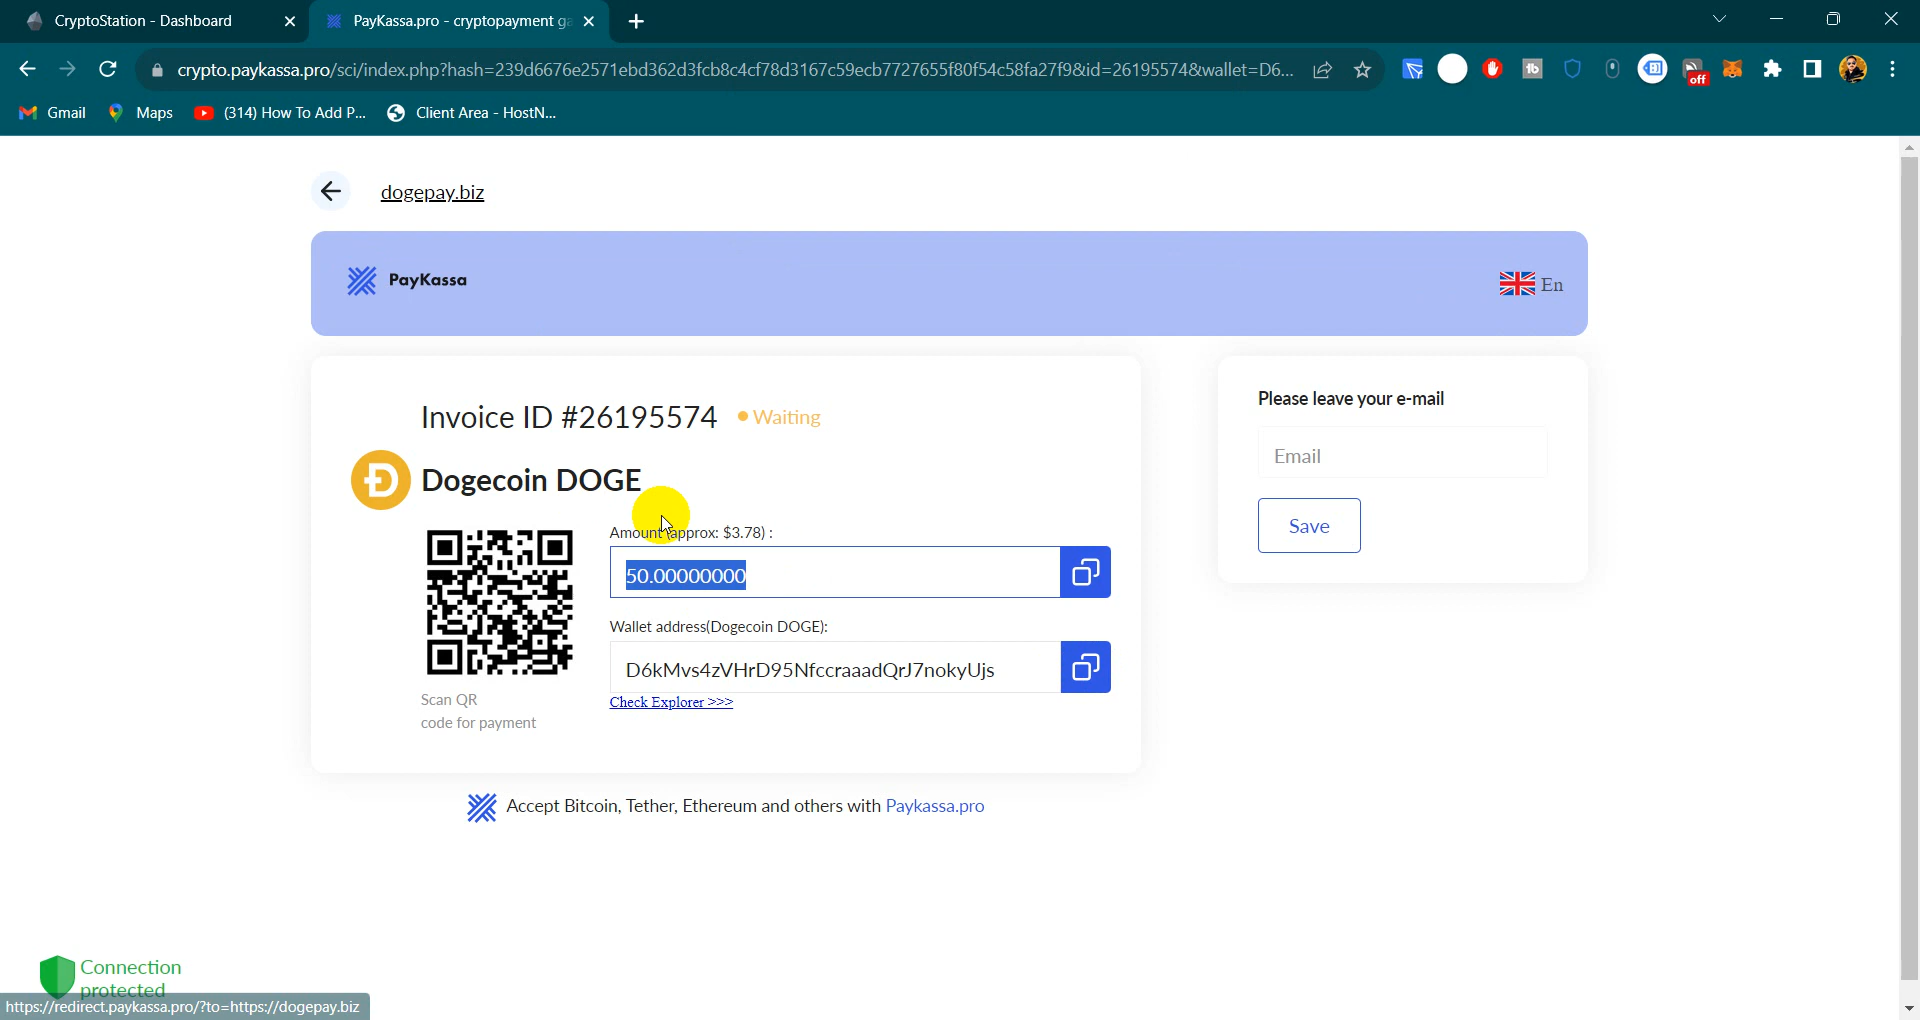 CryptoStation - Dashboard
PayKassa.pro - cryptopayment ga
crypto.paykassa.pro/sci/index.php?hash=239d6676e2571ebd362d3fcb8c4cf78d3167c59ecb7727655f80f54c58fa27f9&id=26195574&wallet=D6...
off
Gmail
Maps
(314) How To Add P...
Client Area - HostN...
dogepay.biz
PayKassa
En
Invoice ID #26195574
Waiting
Dogecoin DOGE
Amount (approx: $3.78) :
50.00000000
Wallet address(Dogecoin DOGE):
D6kMvs4zVHrD95NfccraaadQrJ7nokyUjs
Check Explorer >>>
Scan QR
code for payment
Please leave your e-mail
Email
Save
Accept Bitcoin, Tether, Ethereum and others with Paykassa.pro
Connection
protected
https://redirect.paykassa.pro/?to=https://dogepay.biz